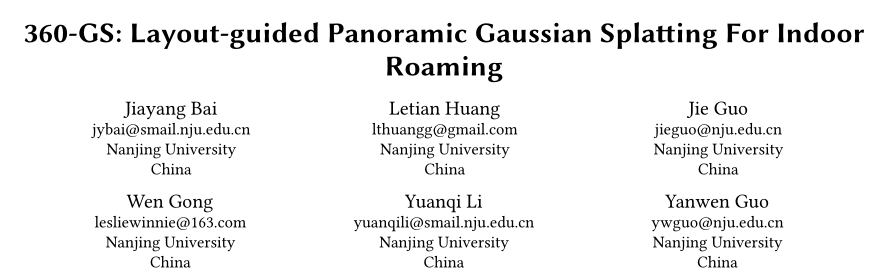 360-GS: Layout-guided Panoramic Gaussian Splatting For Indoor
Roaming
Jiayang Bai
jybai@smail.nju.edu.cn
Nanjing University
China
Letian Huang
lthuangg@gmail.com
Nanjing University
China
Jie Guo
jieguo@nju.edu.cn
Nanjing University
China
Wen Gong
lesliewinnie@163.com
Nanjing University
China
Yuanqi Li
yuanqili@smail.nju.edu.cn
Nanjing University
China
Yanwen Guo
ywguo@nju.edu.cn
Nanjing University
China